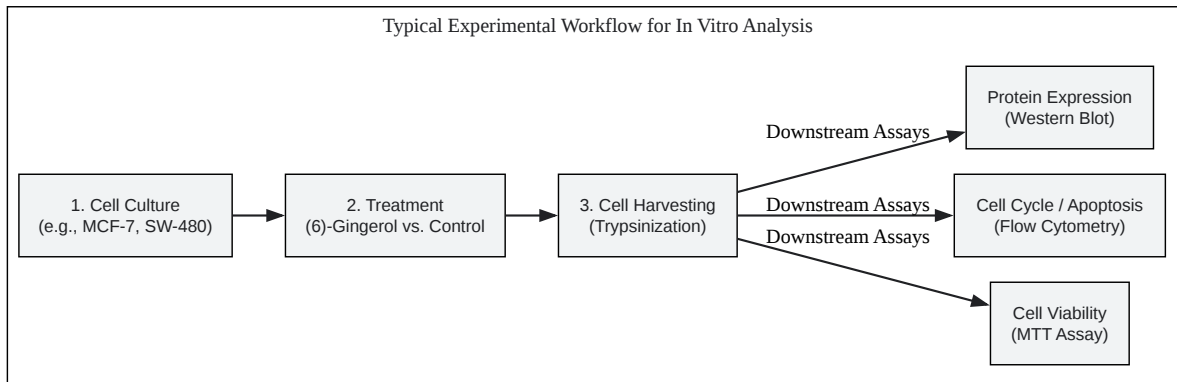 Typical Experimental Workflow for In Vitro Analysis
1. Cell Culture
(e.g., MCF-7, SW-480)
2. Treatment
(6)-Gingerol vs. Control
3. Cell Harvesting
(Trypsinization)
Downstream Assays
Protein Expression
(Western Blot)
Downstream Assays
Cell Cycle / Apoptosis
(Flow Cytometry)
Downstream Assays
Cell Viability
(MTT Assay)